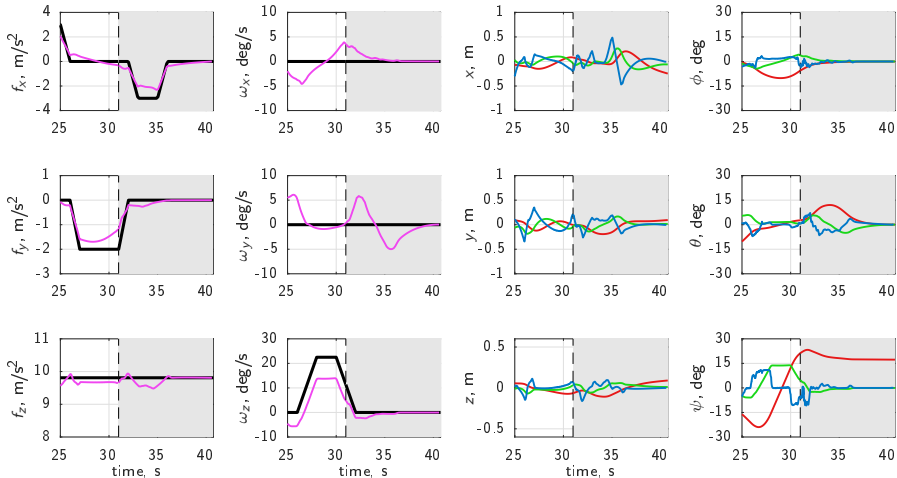 4 2 0 -2 -4
f_x, m/s²
25 30 35 40
10 5 0 -5 -10
ω_x, deg/s
25 30 35 40
1 0.5 0 -0.5 -1
x, m
25 30 35 40
30 15 0 -15 -30
ϕ, deg
25 30 35 40
1 0 -1 -2 -3
f_y, m/s²
25 30 35 40
10 5 0 -5 -10
ω_y, deg/s
25 30 35 40
1 0.5 0 -0.5 -1
y, m
25 30 35 40
30 15 0 -15 -30
θ, deg
25 30 35 40
11 10 9 8
f_z, m/s²
25 30 35 40
time, s
30 20 10 0 -10
ω_z, deg/s
25 30 35 40
time, s
0.5 0 -0.5
z, m
25 30 35 40
time, s
30 15 0 -15 -30
ψ, deg
25 30 35 40
time, s